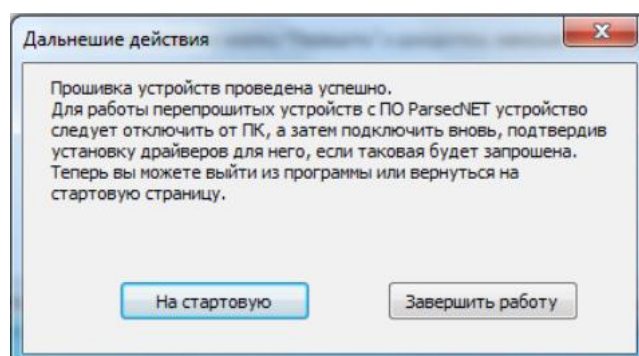 Дальнешие действия
Прошивка устройств проведена успешно.
Для работы перепрошитых устройств с ПО ParsecNET устройство
следует отключить от ПК, а затем подключить вновь, подтвердив
установку драйверов для него, если таковая будет запрошена.
Теперь вы можете выйти из программы или вернуться на
стартовую страницу.
На стартовую
Завершить работу